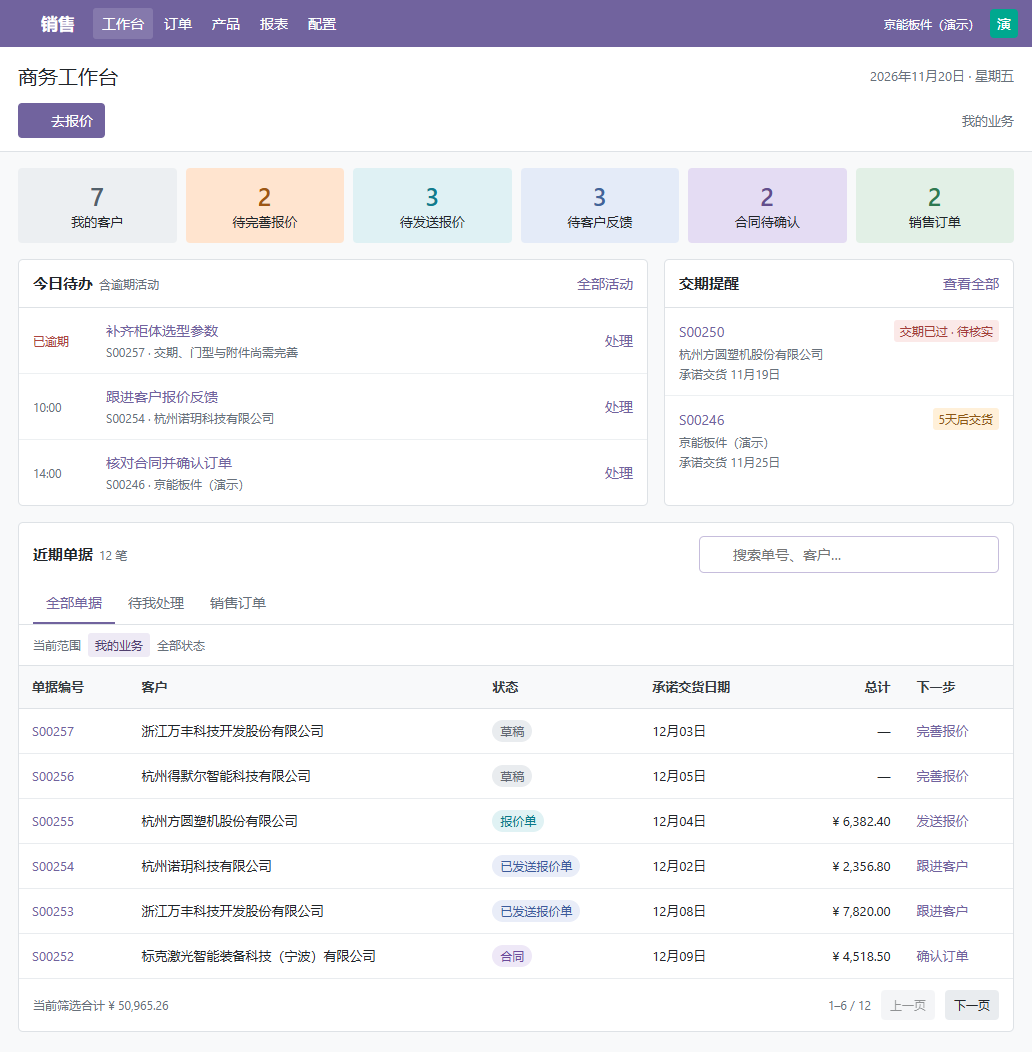 销售 工作台 订单 产品 报表 配置 京能板件（演示） 演
商务工作台 2026年11月20日 · 星期五
去报价 我的业务
7 2 3 3 2 2
我的客户 待完善报价 待发送报价 待客户反馈 合同待确认 销售订单
今日待办 含逾期活动 全部活动
已逾期 补齐柜体选型参数 处理
S00257 · 交期、门型与附件尚需完善
10:00 跟进客户报价反馈 处理
S00254 · 杭州诺玥科技有限公司
14:00 核对合同并确认订单 处理
S00246 · 京能板件（演示）
交期提醒 查看全部
S00250 交期已过 · 待核实
杭州方圆塑机股份有限公司
承诺交货 11月19日
S00246 5天后交货
京能板件（演示）
承诺交货 11月25日
近期单据 12 笔 搜索单号、客户...
全部单据 待我处理 销售订单
当前范围 我的业务 全部状态
单据编号 客户 状态 承诺交货日期 总计 下一步
S00257 浙江万丰科技开发股份有限公司 草稿 12月03日 — 完善报价
S00256 杭州得默尔智能科技有限公司 草稿 12月05日 — 完善报价
S00255 杭州方圆塑机股份有限公司 报价单 12月04日 ¥ 6,382.40 发送报价
S00254 杭州诺玥科技有限公司 已发送报价单 12月02日 ¥ 2,356.80 跟进客户
S00253 浙江万丰科技开发股份有限公司 已发送报价单 12月08日 ¥ 7,820.00 跟进客户
S00252 标克激光智能装备科技（宁波）有限公司 合同 12月09日 ¥ 4,518.50 确认订单
当前筛选合计 ¥ 50,965.26 1–6 / 12 上一页 下一页